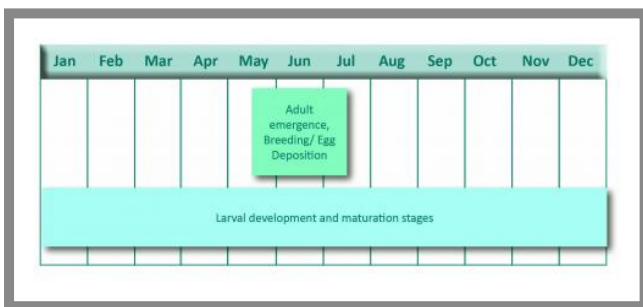 Jan Feb Mar Apr May Jun Jul Aug Sep Oct Nov Dec
Adult
emergence,
Breeding/ Egg
Deposition
Larval development and maturation stages